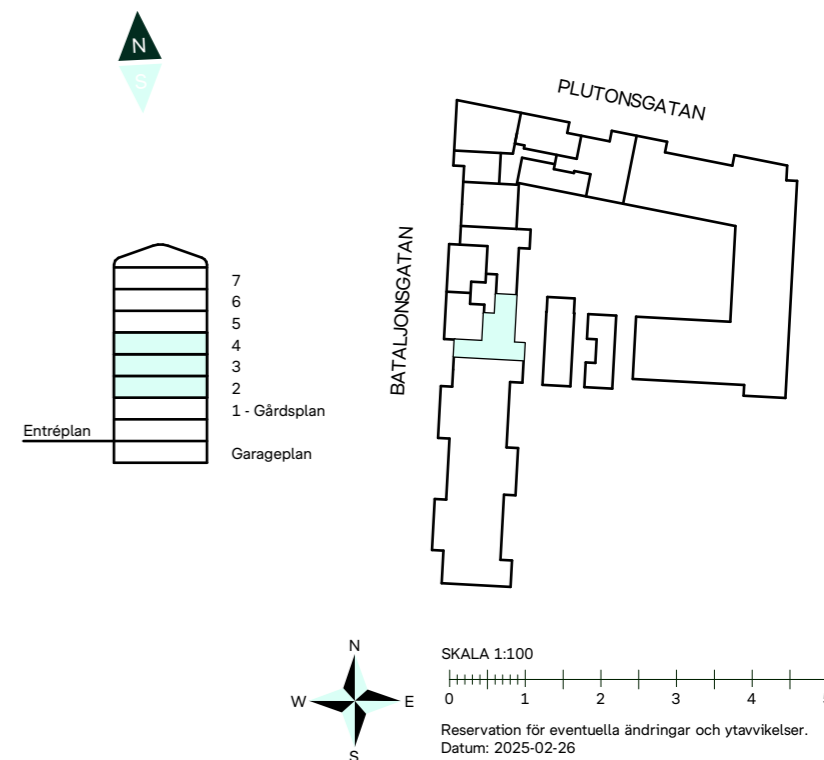 N
S
PLUTONSGATAN
BATALJONSGATAN
7
6
5
4
3
2
1 - Gårdsplan
Entréplan
Garageplan
N
W E
S
SKALA 1:100
0 1 2 3 4 5
Reservation för eventuella ändringar och ytavvikelser.
Datum: 2025-02-26